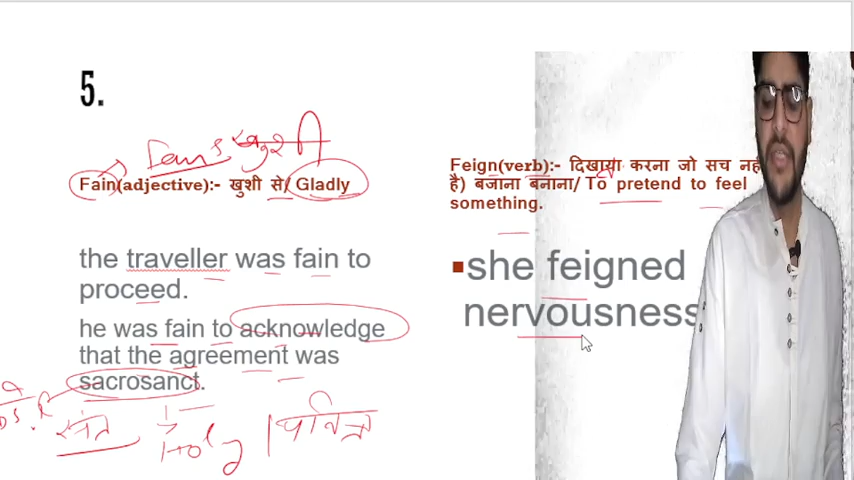 5.
खुशी
Fain(adjective):- खुशी से/ Gladly
the traveller was fain to
proceed.
he was fain to acknowledge
that the agreement was
sacrosanct.
Holy | पवित्र
Feign(verb):- दिखावा करना जो सच नह
है) बजाना बनाना/ To pretend to feel
something.
▪she feigned
nervousness